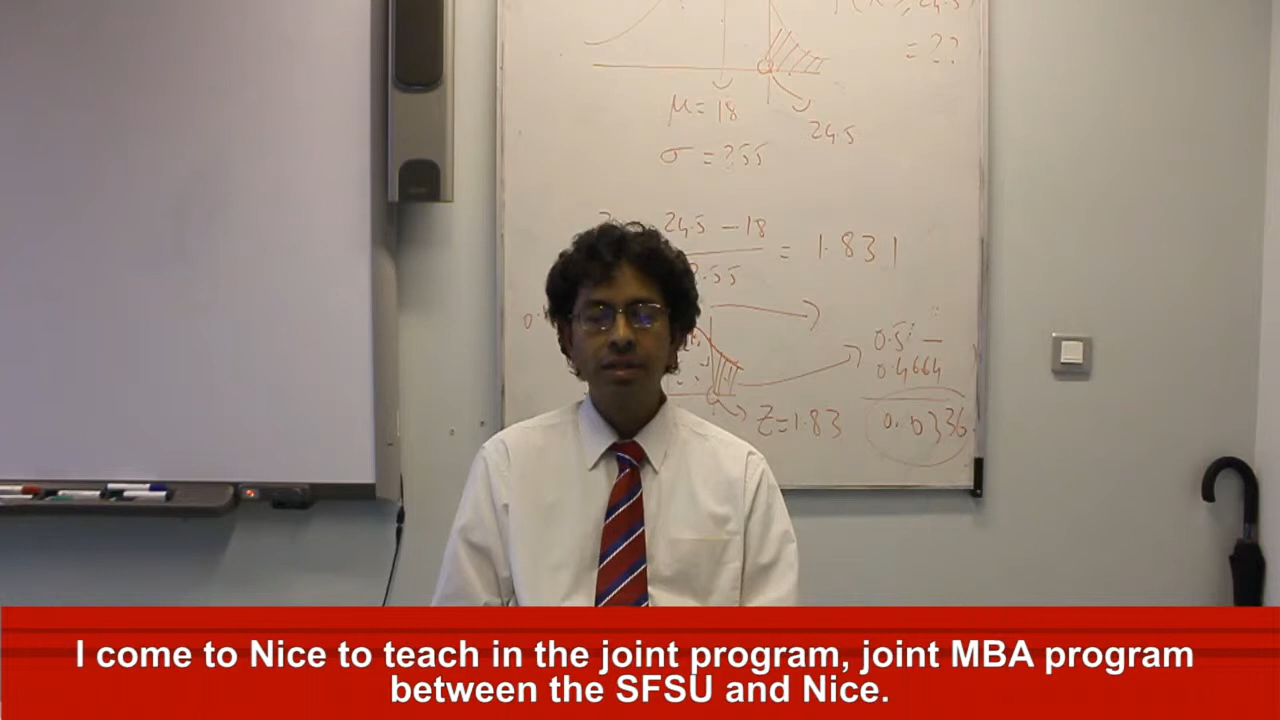 = ??
μ = 18
24.5
σ = 3.55
24.5 - 18
= 1.831
.55
0.5 -
0.4664
Z=1.83
0.0336
I come to Nice to teach in the joint program, joint MBA program
between the SFSU and Nice.